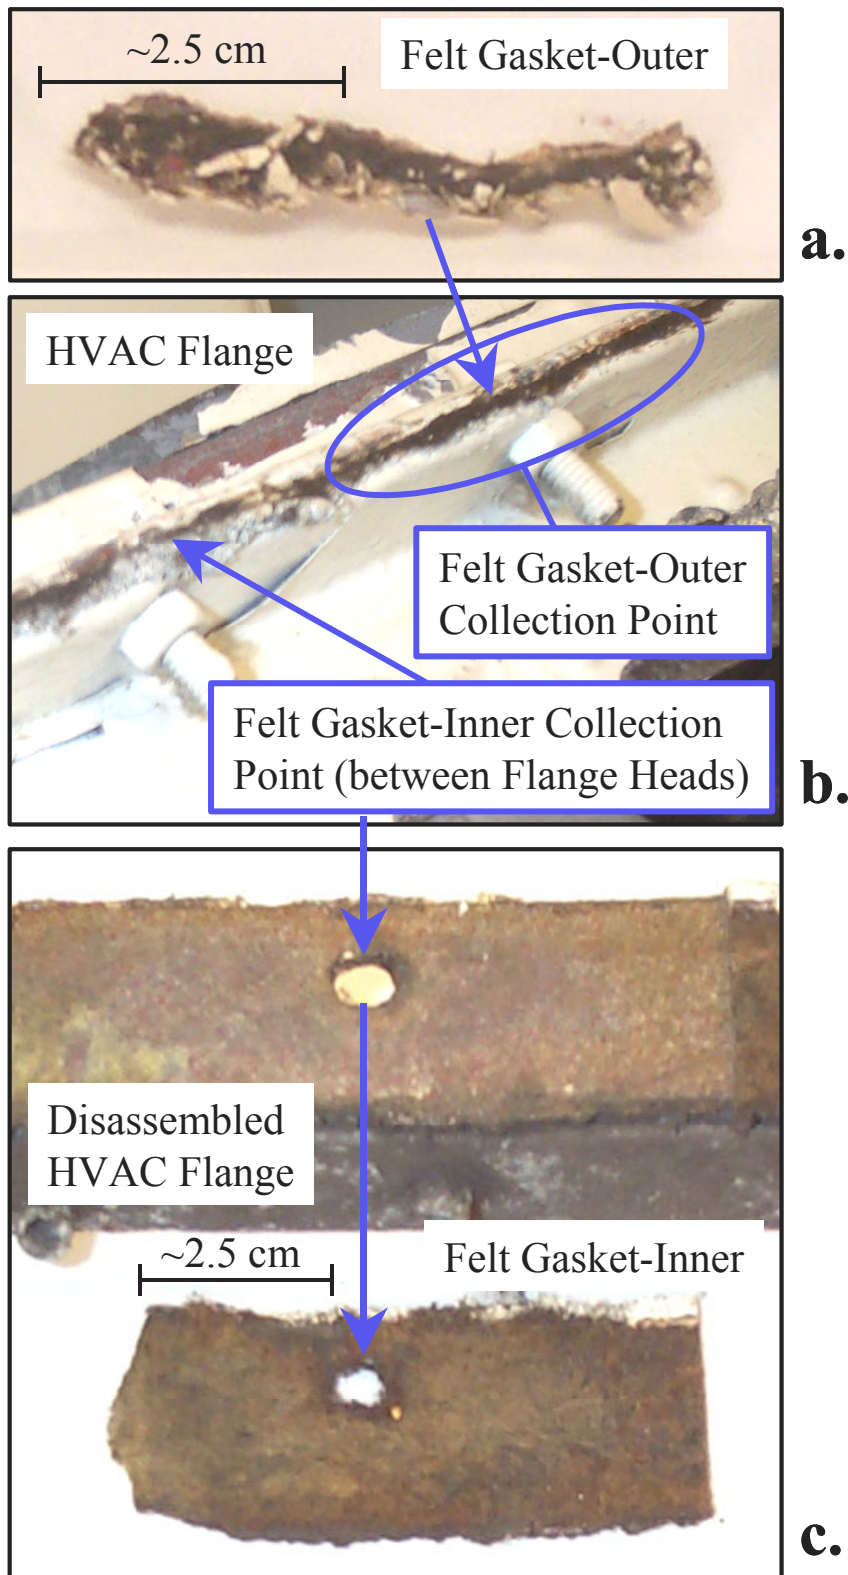 ~2.5 cm
Felt Gasket-Outer
a.
HVAC Flange
Felt Gasket-Outer
Collection Point
Felt Gasket-Inner Collection
Point (between Flange Heads)
b.
Disassembled
HVAC Flange
~2.5 cm
Felt Gasket-Inner
c.